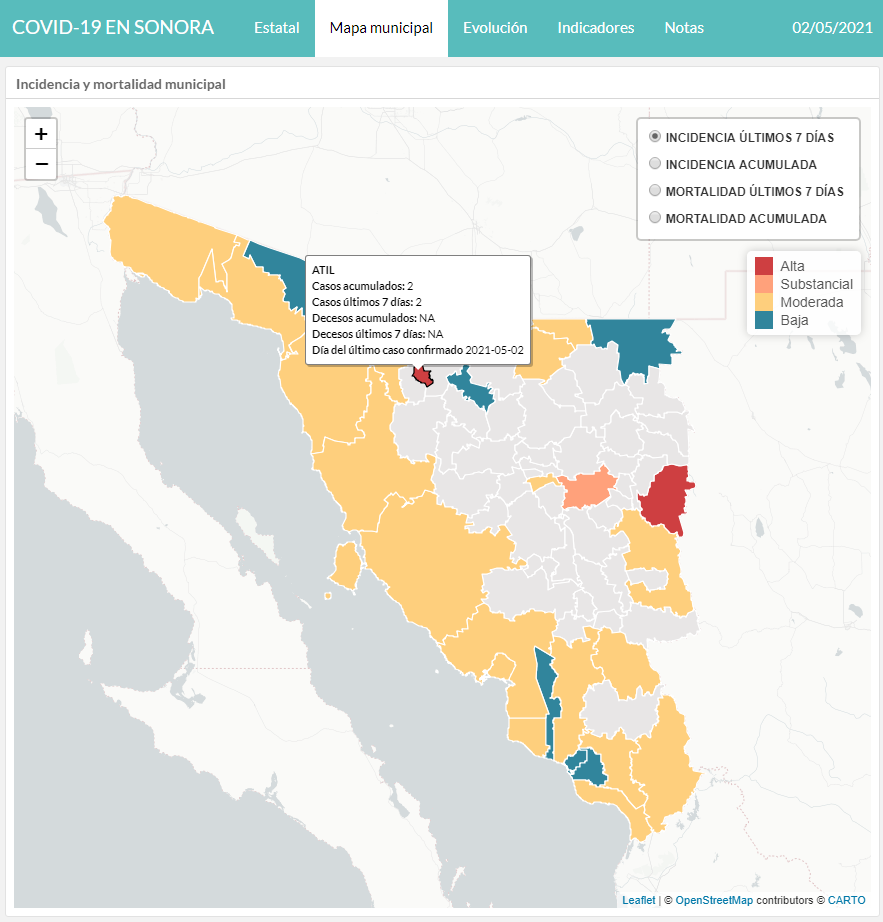 COVID-19 EN SONORA
Estatal
Mapa municipal
Evolución
Indicadores
Notas
02/05/2021
Incidencia y mortalidad municipal
+
−
INCIDENCIA ÚLTIMOS 7 DÍAS
INCIDENCIA ACUMULADA
MORTALIDAD ÚLTIMOS 7 DÍAS
MORTALIDAD ACUMULADA
Alta
Substancial
Moderada
Baja
ATIL
Casos acumulados: 2
Casos últimos 7 días: 2
Decesos acumulados: NA
Decesos últimos 7 días: NA
Día del último caso confirmado 2021-05-02
Leaflet | © OpenStreetMap contributors © CARTO